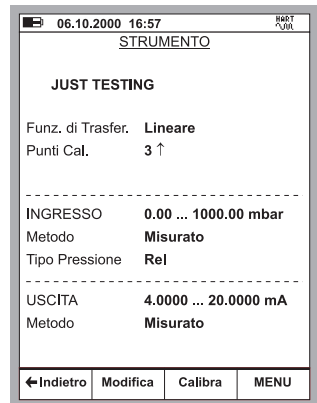 06.10.2000 16:57 HART
STRUMENTO
JUST TESTING
Funz. di Trasfer. Lineare
Punti Cal. 3 ↑
INGRESSO 0.00 ... 1000.00 mbar
Metodo Misurato
Tipo Pressione Rel
USCITA 4.0000 ... 20.0000 mA
Metodo Misurato
←Indietro Modifica Calibra MENU